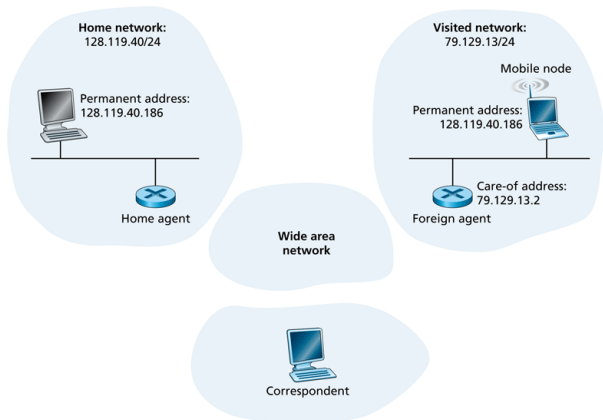 Home network:
128.119.40/24
Permanent address:
128.119.40.186
Home agent
Visited network:
79.129.13/24
Mobile node
Permanent address:
128.119.40.186
Care-of address:
79.129.13.2
Foreign agent
Wide area
network
Correspondent